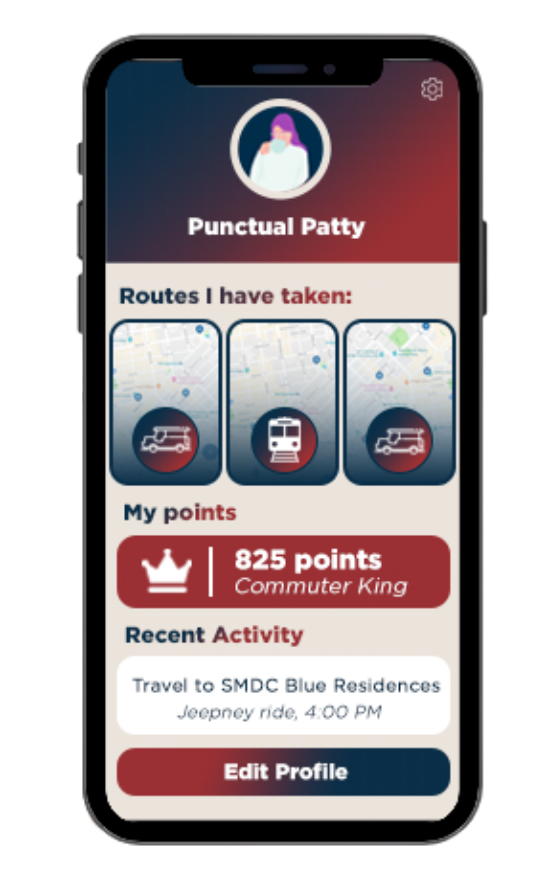 Punctual Patty
Routes I have taken:
My points
825 points
Commuter King
Recent Activity
Travel to SMDC Blue Residences
Jeepney ride, 4:00 PM
Edit Profile